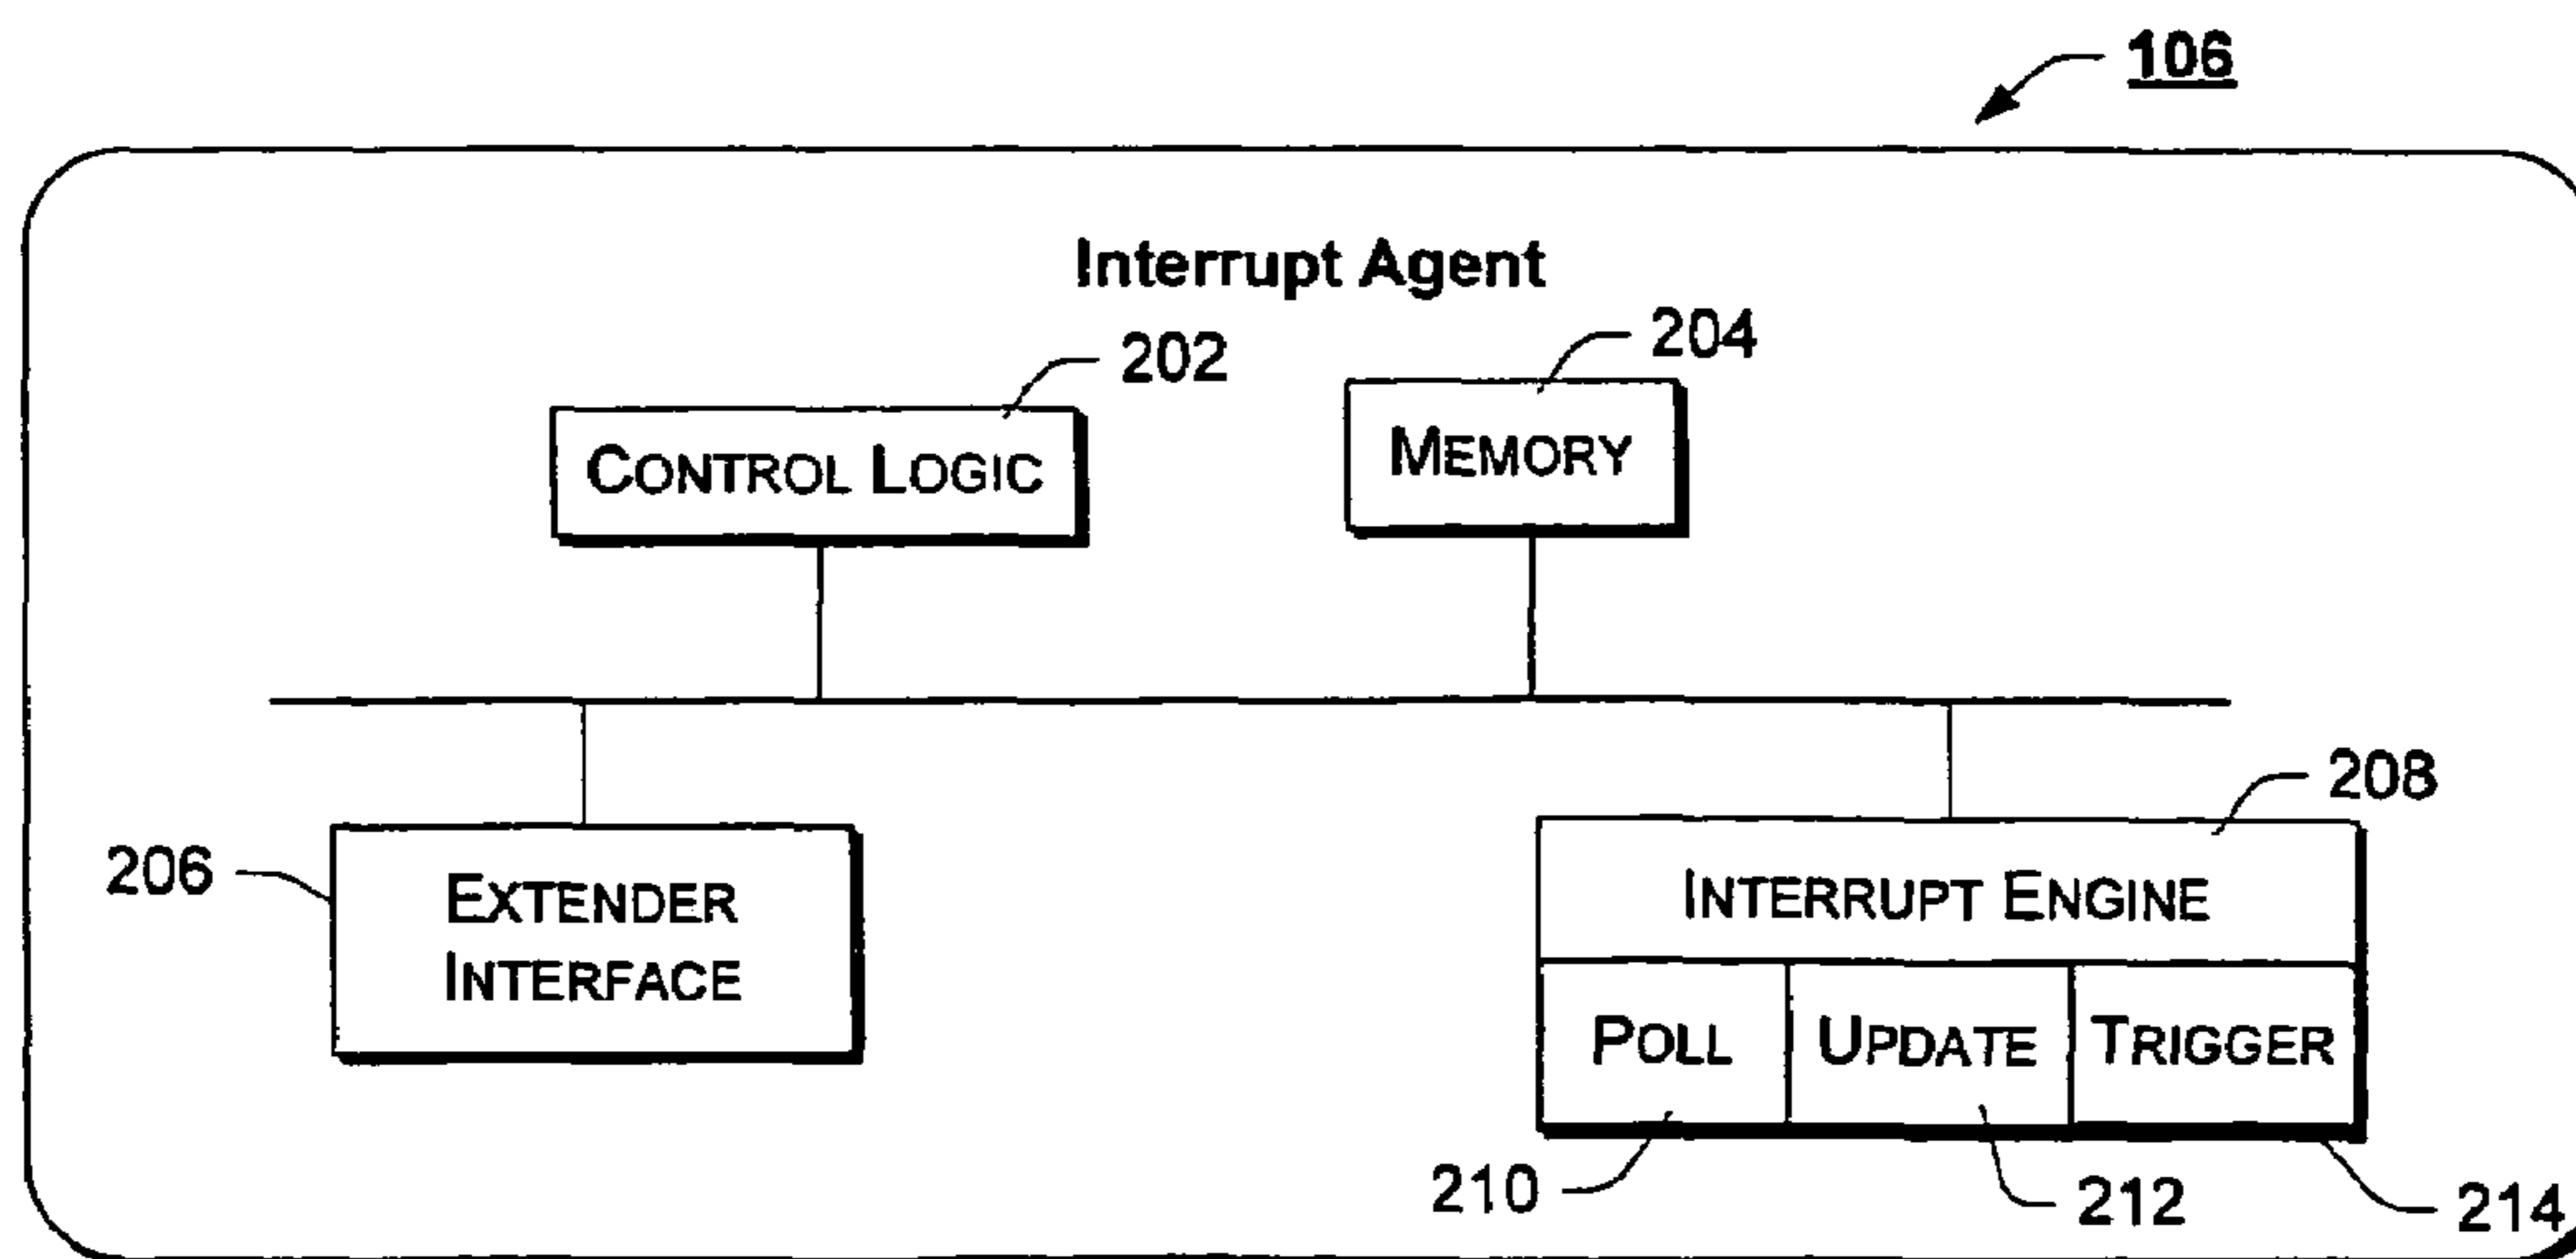 106
Interrupt Agent
202
204
CONTROL LOGIC
MEMORY
208
206
EXTENDER
INTERFACE
INTERRUPT ENGINE
POLL UPDATE TRIGGER
210
212
214